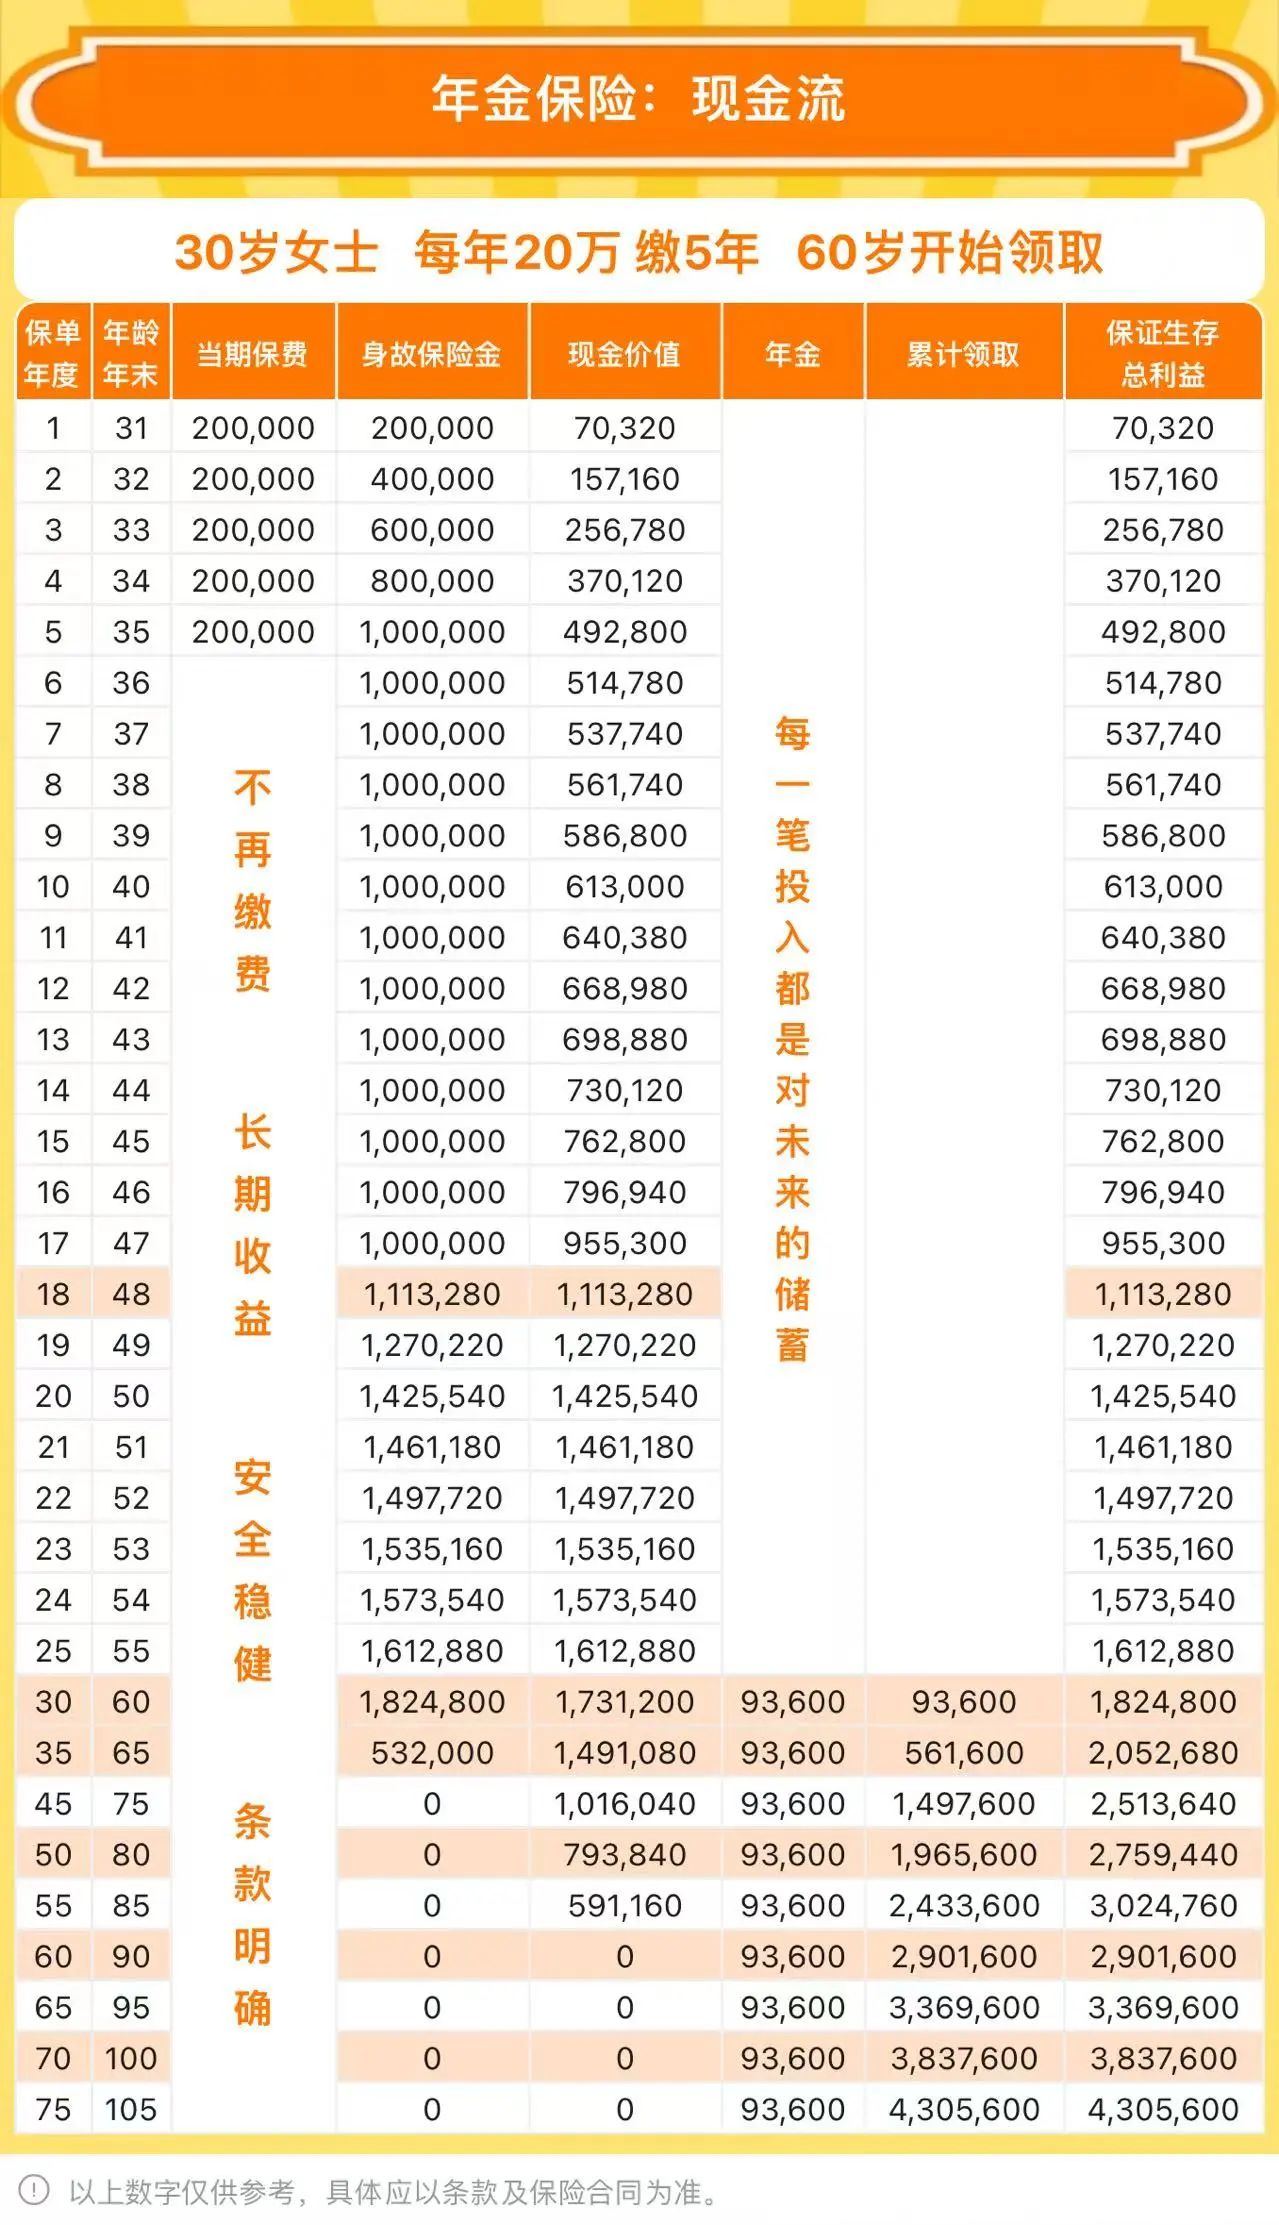 年金保险：现金流
30岁女士 每年20万 缴5年 60岁开始领取
保单年度 年龄年末 当期保费 身故保险金 现金价值 年金 累计领取 保证生存总利益
1 31 200,000 200,000 70,320 70,320
2 32 200,000 400,000 157,160 157,160
3 33 200,000 600,000 256,780 256,780
4 34 200,000 800,000 370,120 370,120
5 35 200,000 1,000,000 492,800 492,800
6 36 1,000,000 514,780 514,780
7 37 1,000,000 537,740 537,740
8 38 1,000,000 561,740 561,740
9 39 1,000,000 586,800 586,800
10 40 1,000,000 613,000 613,000
11 41 1,000,000 640,380 640,380
12 42 1,000,000 668,980 668,980
13 43 1,000,000 698,880 698,880
14 44 1,000,000 730,120 730,120
15 45 1,000,000 762,800 762,800
16 46 1,000,000 796,940 796,940
17 47 1,000,000 955,300 955,300
18 48 1,113,280 1,113,280 1,113,280
19 49 1,270,220 1,270,220 1,270,220
20 50 1,425,540 1,425,540 1,425,540
21 51 1,461,180 1,461,180 1,461,180
22 52 1,497,720 1,497,720 1,497,720
23 53 1,535,160 1,535,160 1,535,160
24 54 1,573,540 1,573,540 1,573,540
25 55 1,612,880 1,612,880 1,612,880
30 60 1,824,800 1,731,200 93,600 93,600 1,824,800
35 65 532,000 1,491,080 93,600 561,600 2,052,680
45 75 0 1,016,040 93,600 1,497,600 2,513,640
50 80 0 793,840 93,600 1,965,600 2,759,440
55 85 0 591,160 93,600 2,433,600 3,024,760
60 90 0 0 93,600 2,901,600 2,901,600
65 95 0 0 93,600 3,369,600 3,369,600
70 100 0 0 93,600 3,837,600 3,837,600
75 105 0 0 93,600 4,305,600 4,305,600
不再缴费 长期收益 安全稳健 条款明确
每一笔投入都是对未来的储蓄
以上数字仅供参考，具体应以条款及保险合同为准。